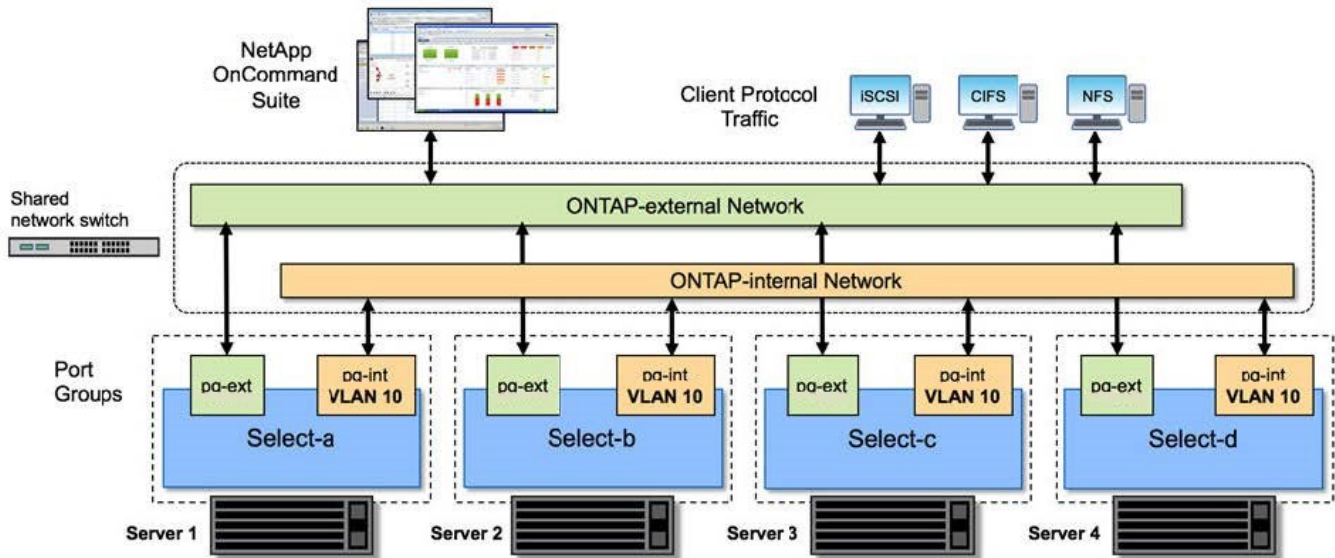 NetApp
OnCommand
Suite
Client Protocol
Traffic
iSCSI
CIFS
NFS
Shared
network switch
ONTAP-external Network
ONTAP-internal Network
Port
Groups
pg-ext
pg-int
VLAN 10
Select-a
pg-ext
pg-int
VLAN 10
Select-b
pg-ext
pg-int
VLAN 10
Select-c
pg-ext
pg-int
VLAN 10
Select-d
Server 1
Server 2
Server 3
Server 4